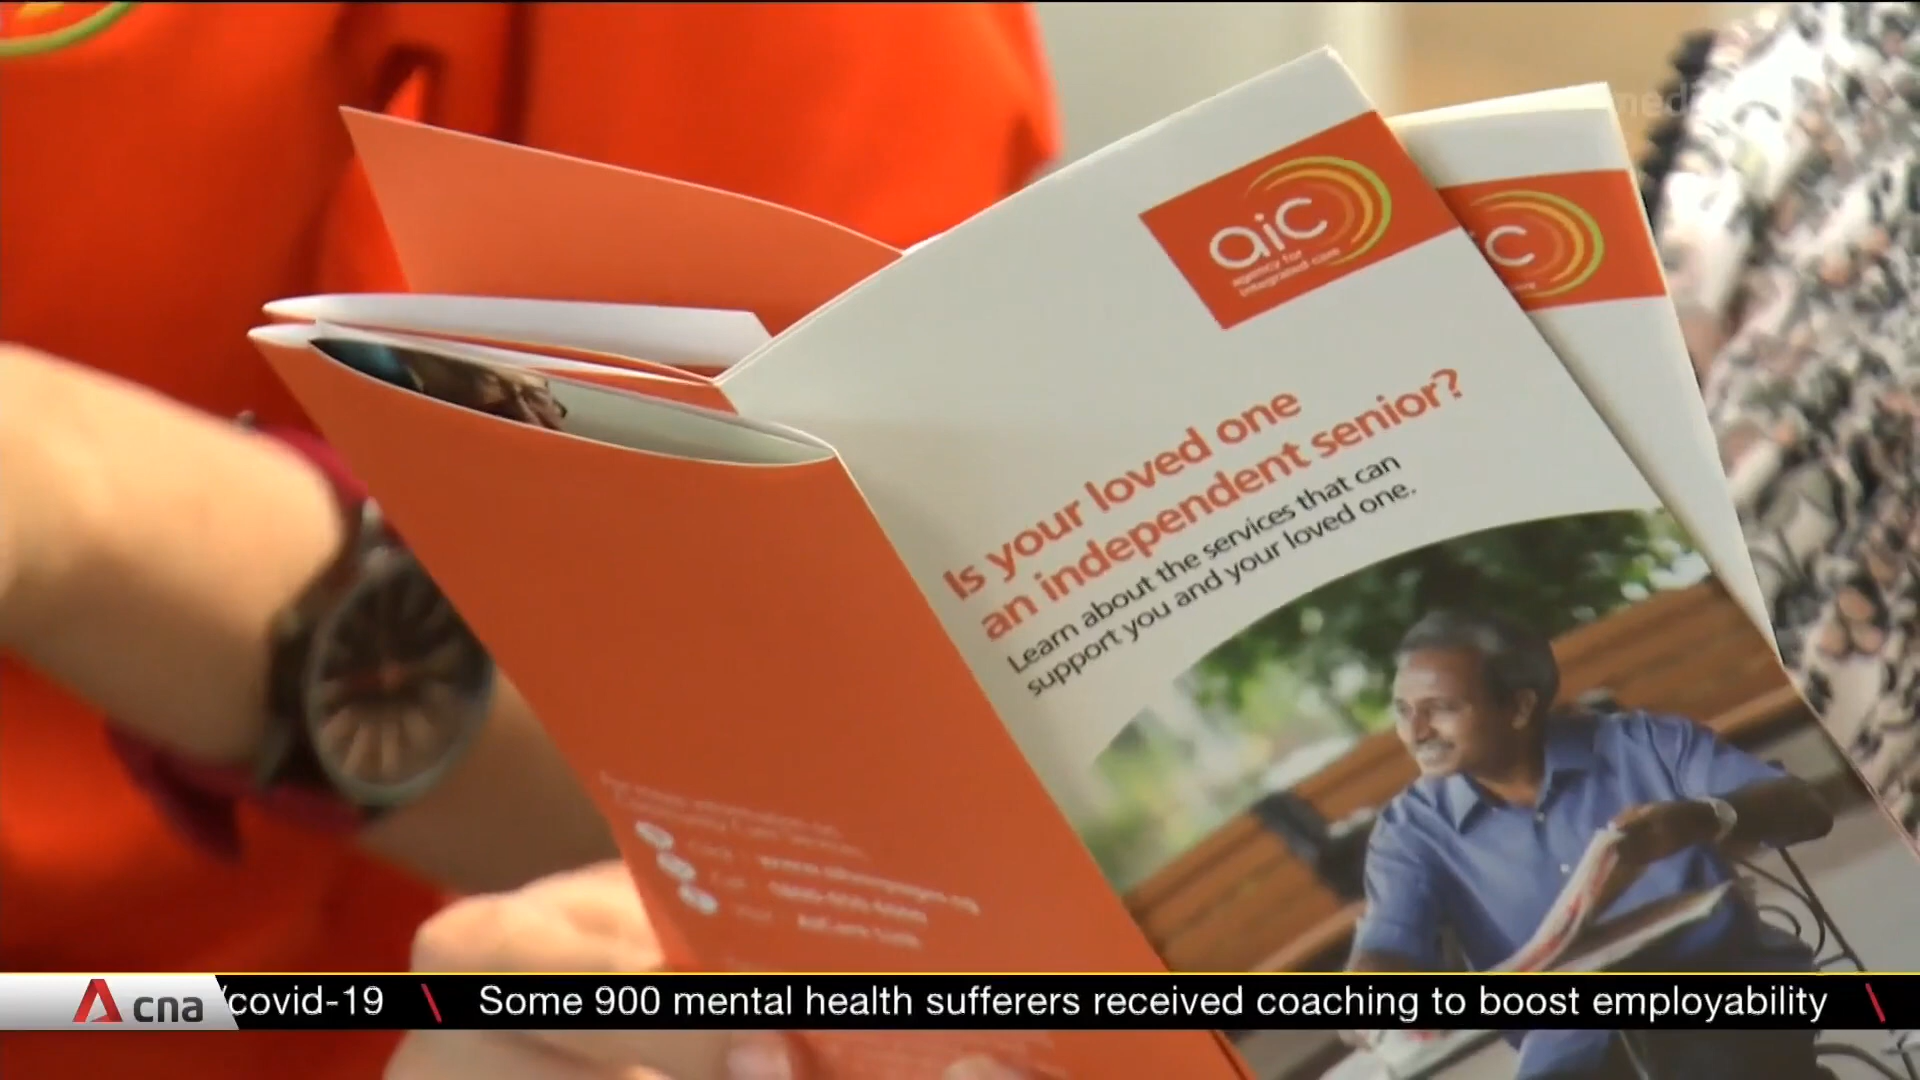 aic
agency for
integrated care
ic
Is your loved one
an independent senior?
Learn about the services that can
support you and your loved one.
cna
/covid-19 \ Some 900 mental health sufferers received coaching to boost employability \